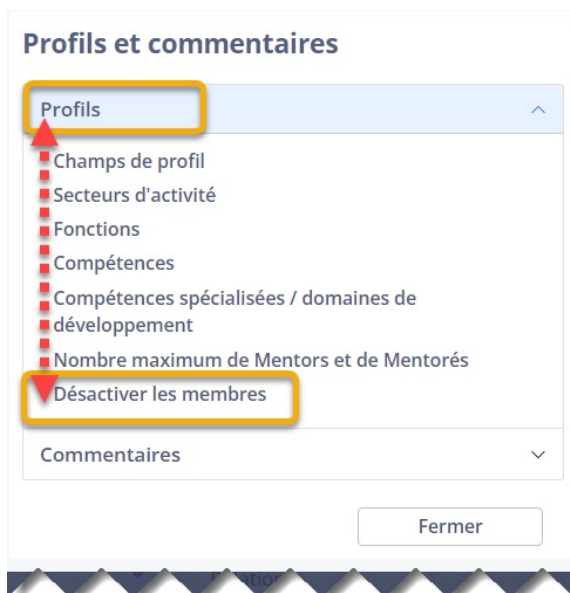 Profils et commentaires
Profils
Champs de profil
Secteurs d'activité
Fonctions
Compétences
Compétences spécialisées / domaines de
développement
Nombre maximum de Mentors et de Mentorés
Désactiver les membres
Commentaires
Fermer